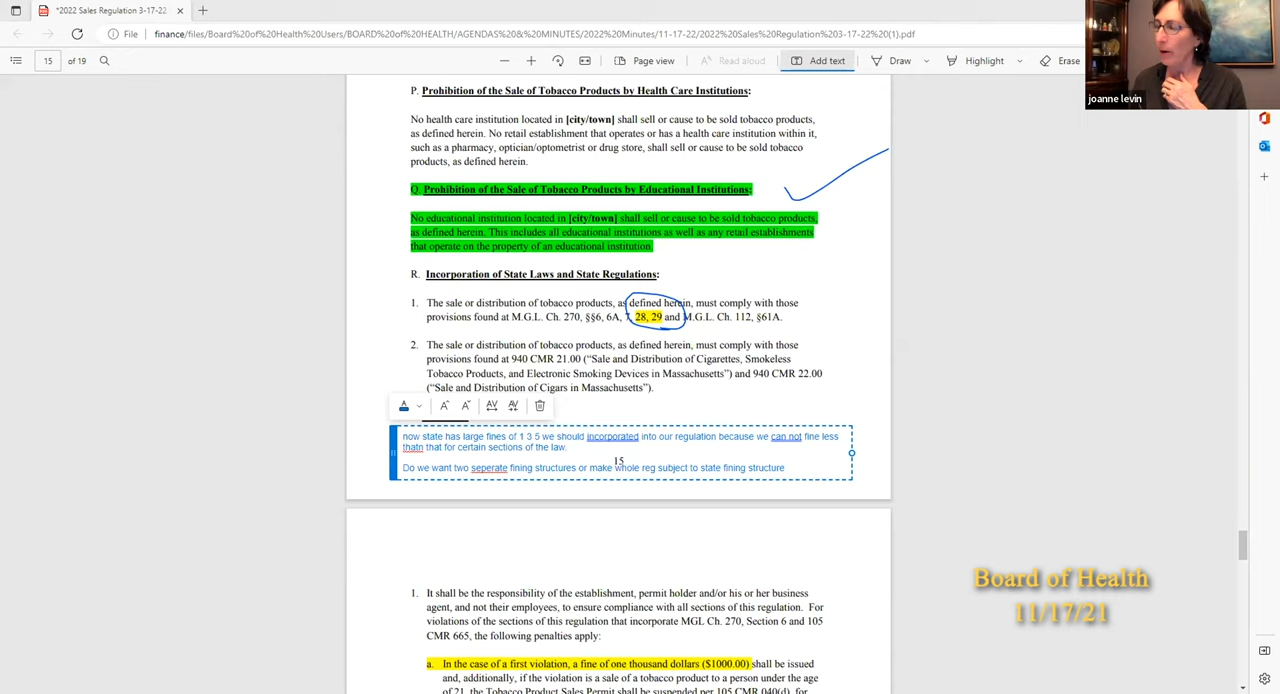 *2022 Sales Regulation 3-17-22
File
finance/files/Board%20of%20Health%20Users/BOARD%20of%20HEALTH/AGENDAS%20&%20MINUTES/2022%20Minutes/11-17-22/2022%20Sales%20Regulation%203-17-22%20(1).pdf
15 of 19
Page view
Read aloud
Add text
Draw
Highlight
Erase
joanne levin
P. Prohibition of the Sale of Tobacco Products by Health Care Institutions:
No health care institution located in [city/town] shall sell or cause to be sold tobacco products,
as defined herein. No retail establishment that operates or has a health care institution within it,
such as a pharmacy, optician/optometrist or drug store, shall sell or cause to be sold tobacco
products, as defined herein.
Q. Prohibition of the Sale of Tobacco Products by Educational Institutions:
No educational institution located in [city/town] shall sell or cause to be sold tobacco products,
as defined herein. This includes all educational institutions as well as any retail establishments
that operate on the property of an educational institution.
R. Incorporation of State Laws and State Regulations:
1. The sale or distribution of tobacco products, as defined herein, must comply with those
provisions found at M.G.L. Ch. 270, §§6, 6A, 7, 28, 29 and M.G.L. Ch. 112, §61A.
2. The sale or distribution of tobacco products, as defined herein, must comply with those
provisions found at 940 CMR 21.00 (“Sale and Distribution of Cigarettes, Smokeless
Tobacco Products, and Electronic Smoking Devices in Massachusetts”) and 940 CMR 22.00
(“Sale and Distribution of Cigars in Massachusetts”).
now state has large fines of 1 3 5 we should incorporated into our regulation because we can not fine less
thatn that for certain sections of the law.
15
Do we want two seperate fining structures or make whole reg subject to state fining structure
1. It shall be the responsibility of the establishment, permit holder and/or his or her business
agent, and not their employees, to ensure compliance with all sections of this regulation. For
violations of the sections of this regulation that incorporate MGL Ch. 270, Section 6 and 105
CMR 665, the following penalties apply:
a. In the case of a first violation, a fine of one thousand dollars ($1000.00) shall be issued
and, additionally, if the violation is a sale of a tobacco product to a person under the age
of 21, the Tobacco Product Sales Permit shall be suspended per 105 CMR 040(d), for
Board of Health
11/17/21